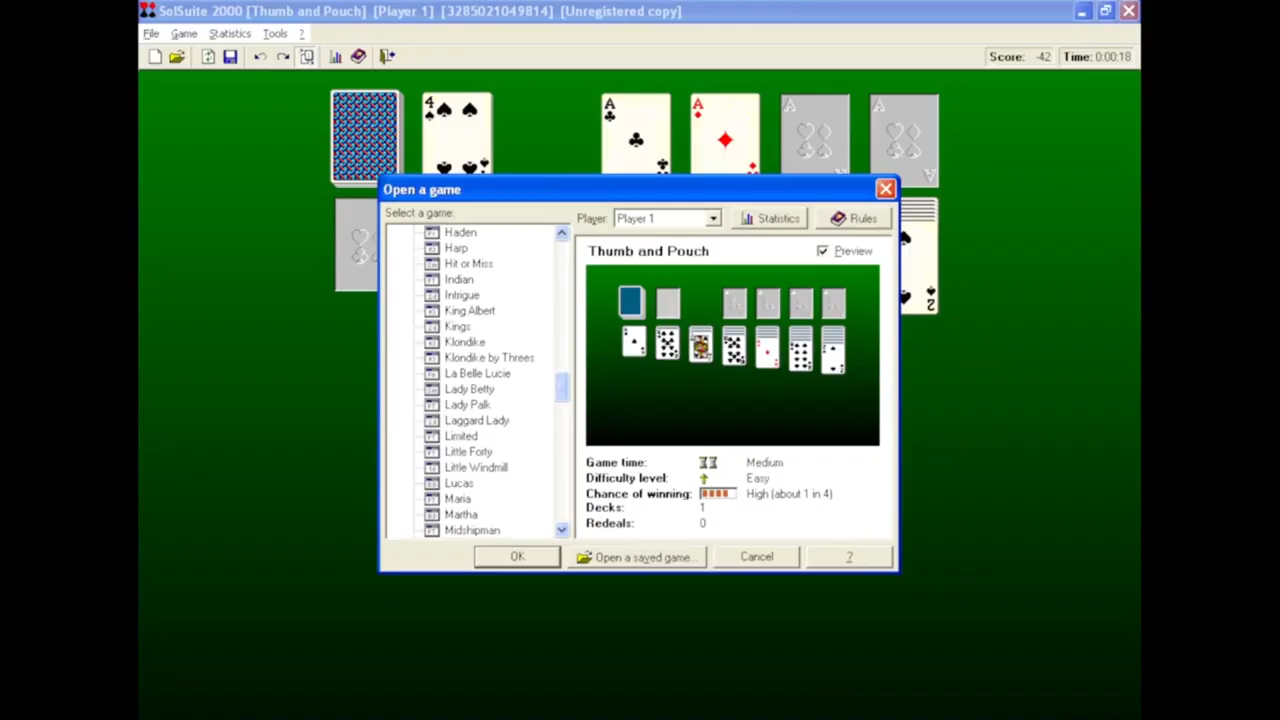 SolSuite 2000 [Thumb and Pouch] [Player 1] [3285021049814] [Unregistered copy]
File Game Statistics Tools ?
Score: -42 Time: 0:00:18
4 A A A A
Open a game
Select a game:
Player: Player 1 Statistics Rules
Haden
Harp
Hit or Miss
Indian
Intrigue
King Albert
Kings
Klondike
Klondike by Threes
La Belle Lucie
Lady Betty
Lady Palk
Laggard Lady
Limited
Little Forty
Little Windmill
Lucas
Maria
Martha
Midshipman
Thumb and Pouch
Preview
Game time: Medium
Difficulty level: Easy
Chance of winning: High (about 1 in 4)
Decks: 1
Redeals: 0
2
OK Open a saved game... Cancel ?